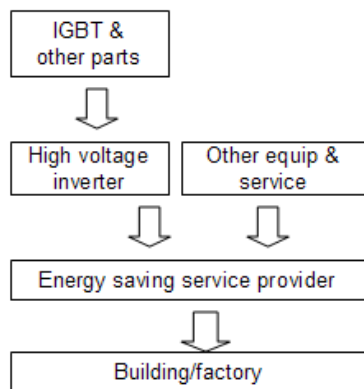 IGBT &
other parts
High voltage
inverter
Other equip &
service
Energy saving service provider
Building/factory